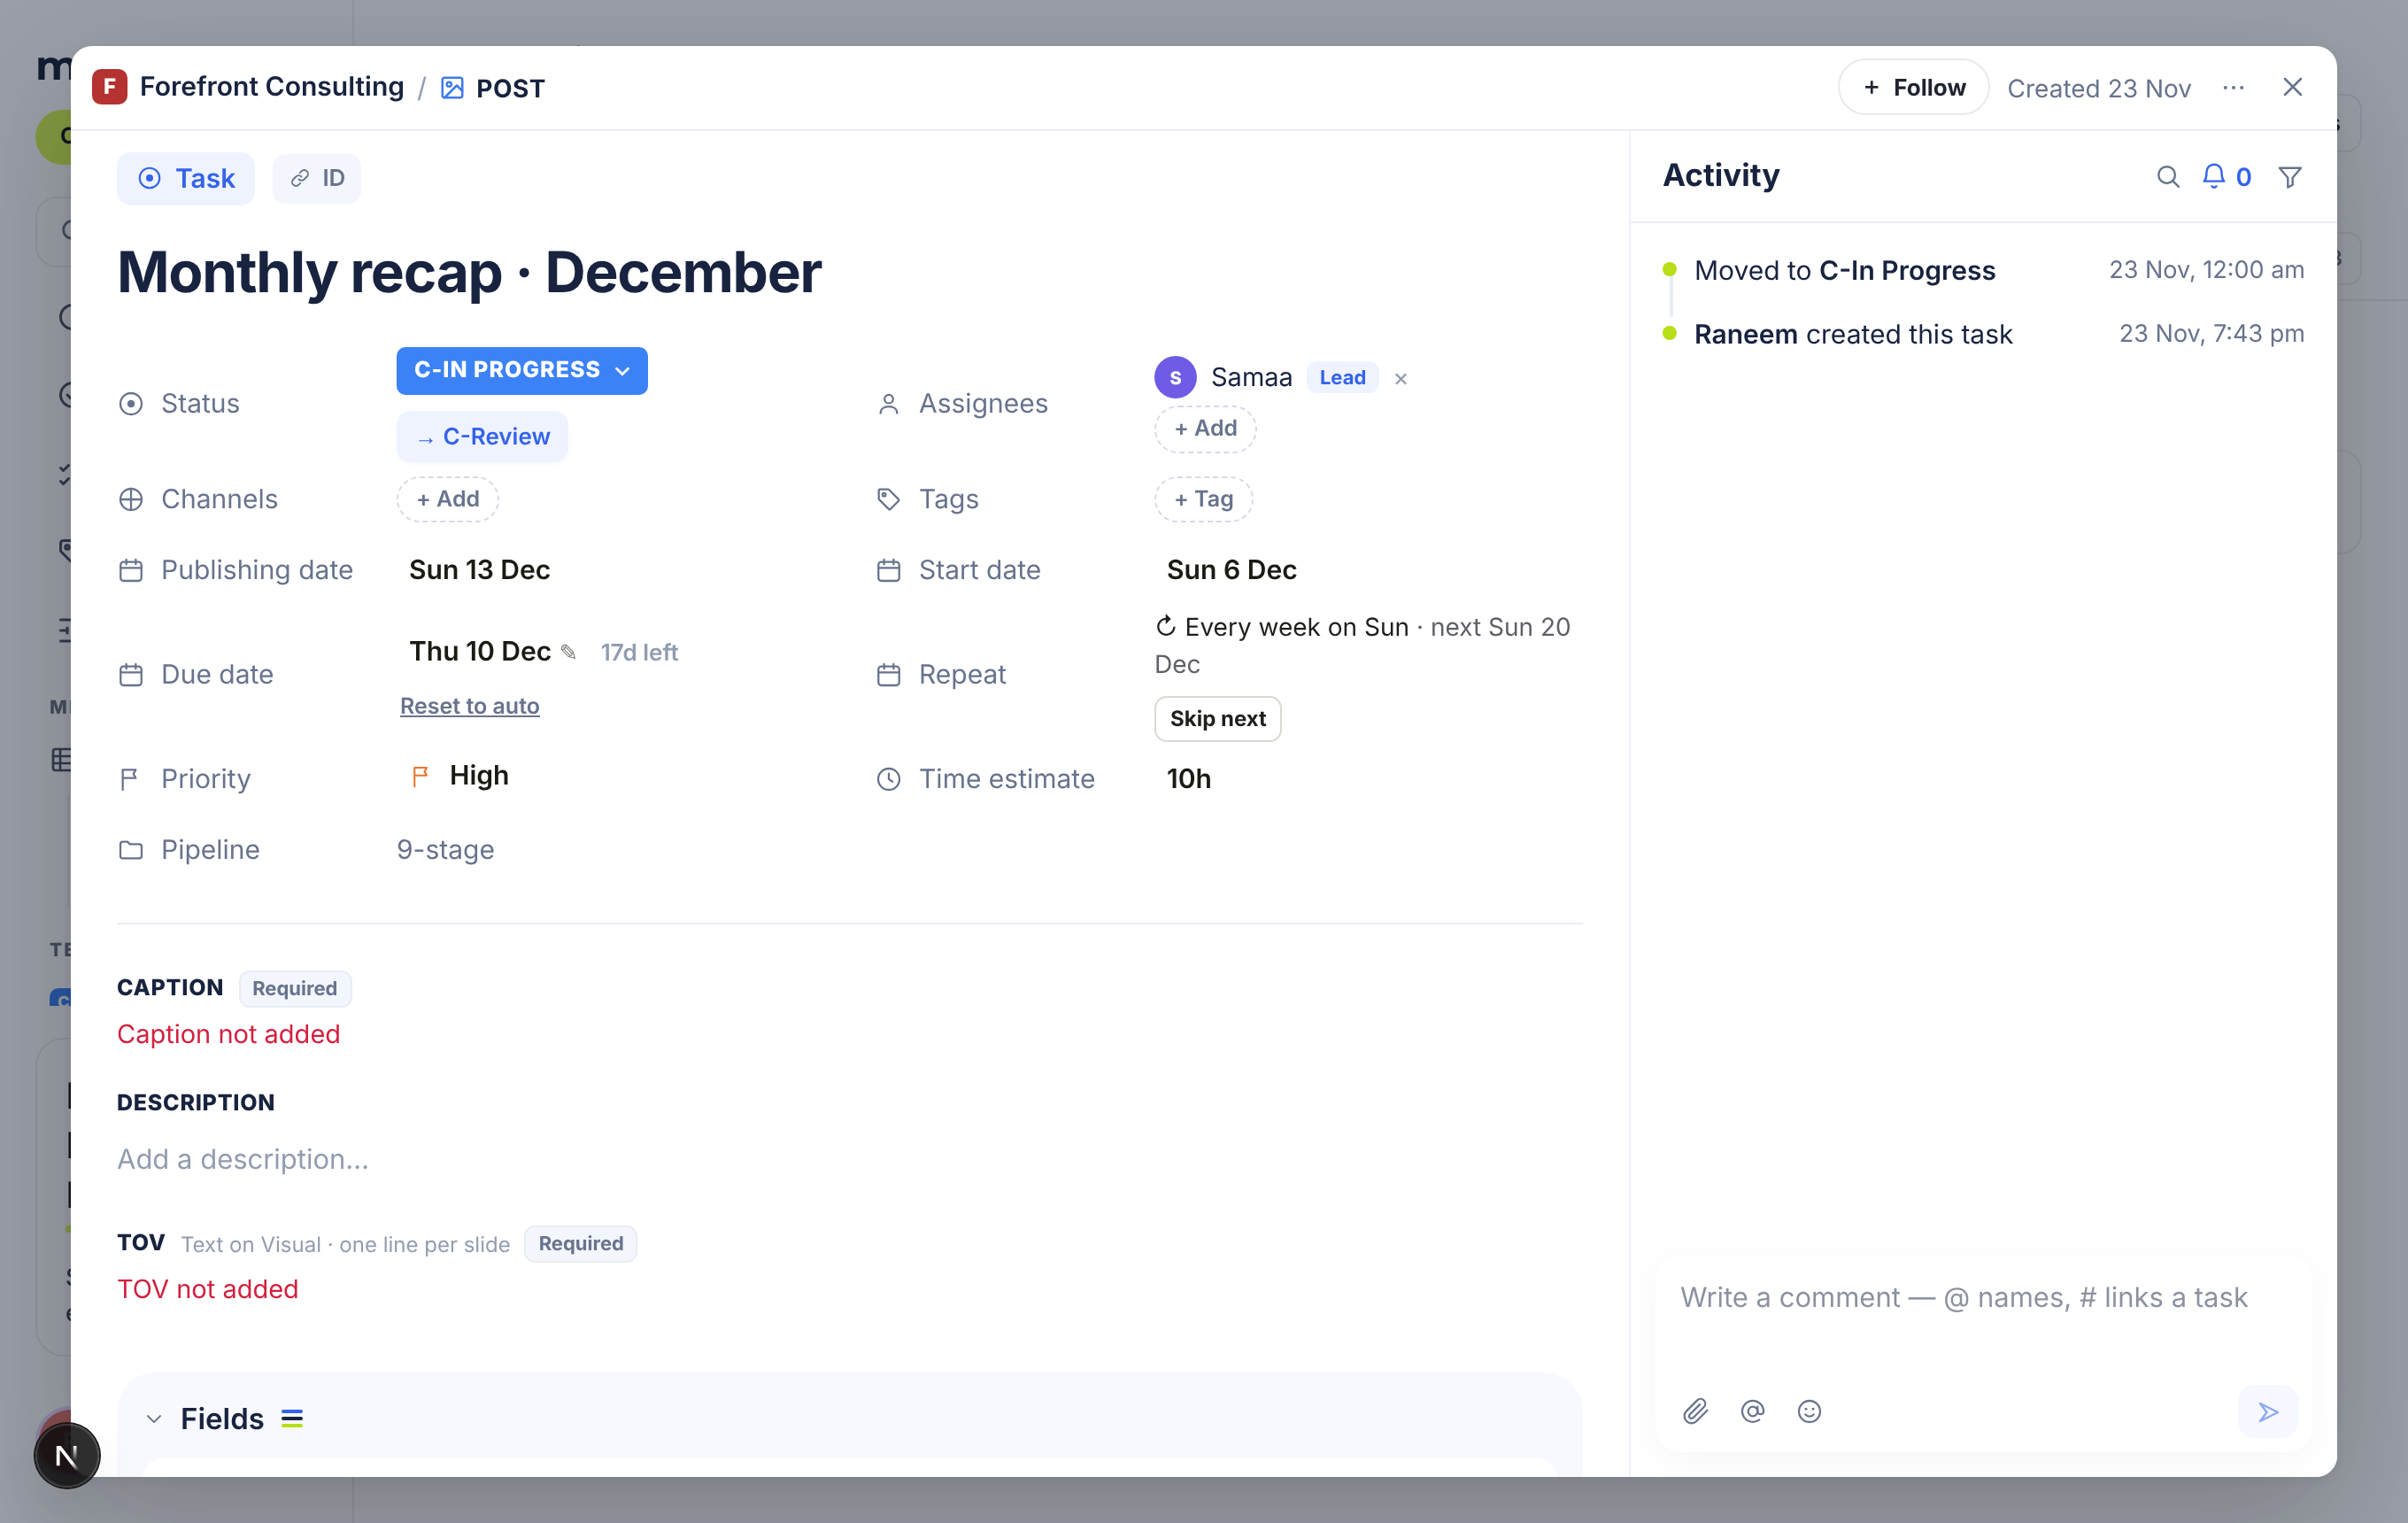 Forefront Consulting / POST
+ Follow
Created 23 Nov
Task
ID
Monthly recap · December
Status
C-IN PROGRESS
→ C-Review
Assignees
S Samaa Lead ×
+ Add
Channels
+ Add
Tags
+ Tag
Publishing date
Sun 13 Dec
Start date
Sun 6 Dec
Due date
Thu 10 Dec ✎ 17d left
Reset to auto
Repeat
Every week on Sun · next Sun 20
Dec
Skip next
Priority
High
Time estimate
10h
Pipeline
9-stage
CAPTION Required
Caption not added
DESCRIPTION
Add a description...
TOV Text on Visual · one line per slide Required
TOV not added
Fields
Activity
0
Moved to C-In Progress 23 Nov, 12:00 am
Raneem created this task 23 Nov, 7:43 pm
Write a comment — @ names, # links a task